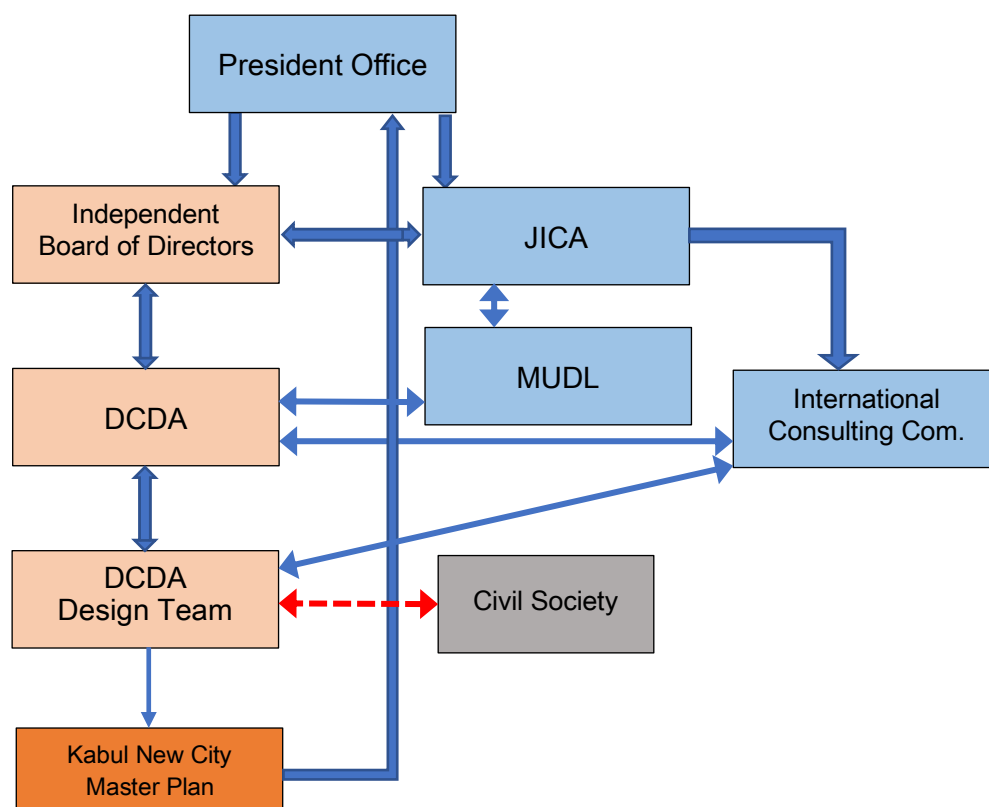 President Office
Independent
Board of Directors
JICA
MUDL
DCDA
International
Consulting Com.
DCDA
Design Team
Civil Society
Kabul New City
Master Plan